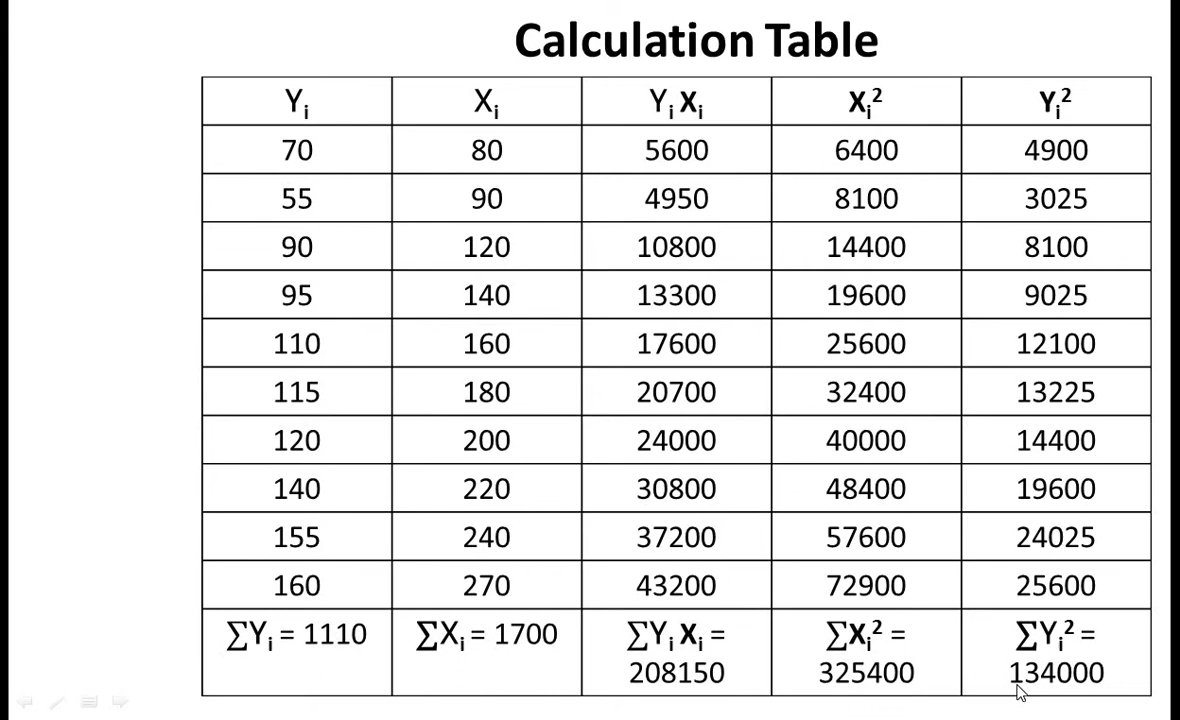 Calculation Table
Yᵢ Xᵢ Yᵢ Xᵢ Xᵢ² Yᵢ²
70 80 5600 6400 4900
55 90 4950 8100 3025
90 120 10800 14400 8100
95 140 13300 19600 9025
110 160 17600 25600 12100
115 180 20700 32400 13225
120 200 24000 40000 14400
140 220 30800 48400 19600
155 240 37200 57600 24025
160 270 43200 72900 25600
∑Yᵢ = 1110 ∑Xᵢ = 1700 ∑Yᵢ Xᵢ = ∑Xᵢ² = ∑Yᵢ² =
208150 325400 134000